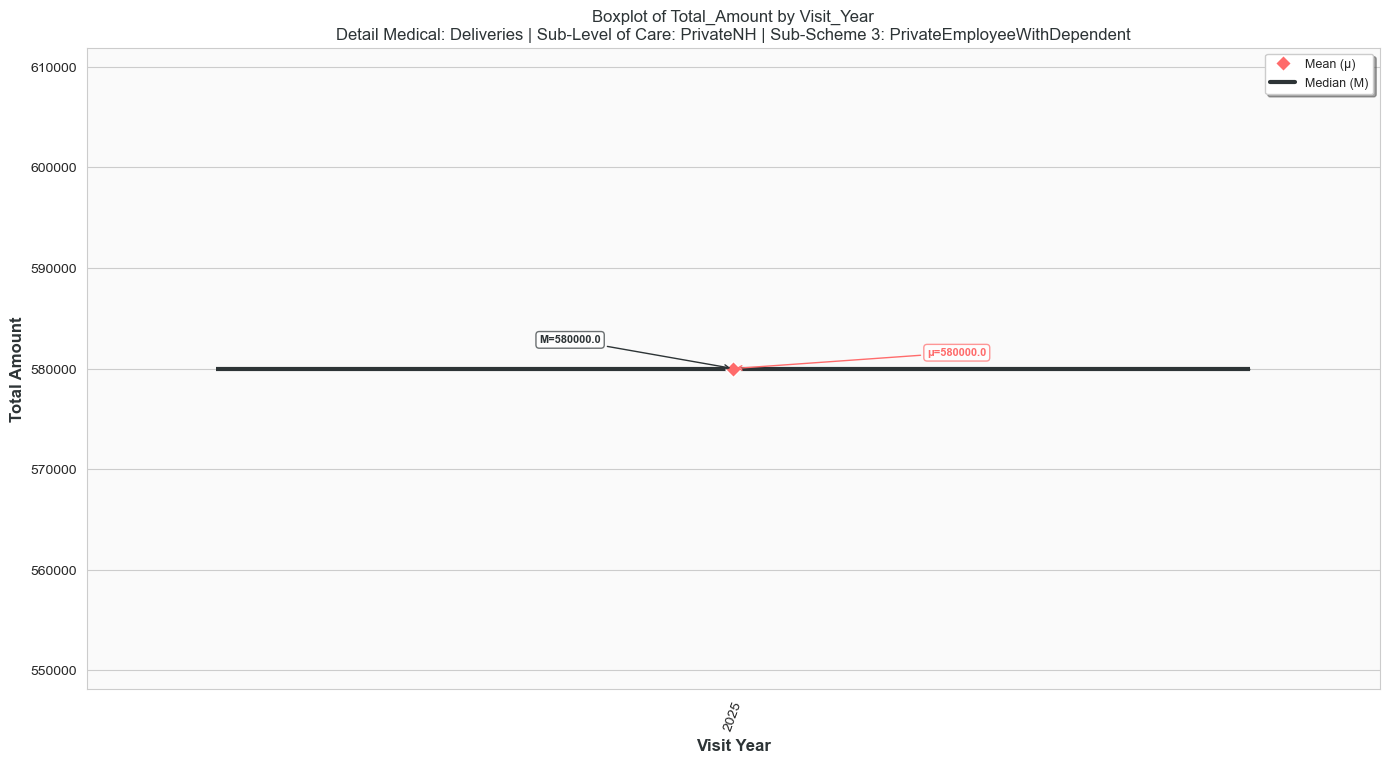 Boxplot of Total_Amount by Visit_Year
Detail Medical: Deliveries | Sub-Level of Care: PrivateNH | Sub-Scheme 3: PrivateEmployeeWithDependent
Mean (μ)
Median (M)
610000
600000
590000
580000
570000
560000
550000
Total Amount
M=580000.0
μ=580000.0
2025
Visit Year